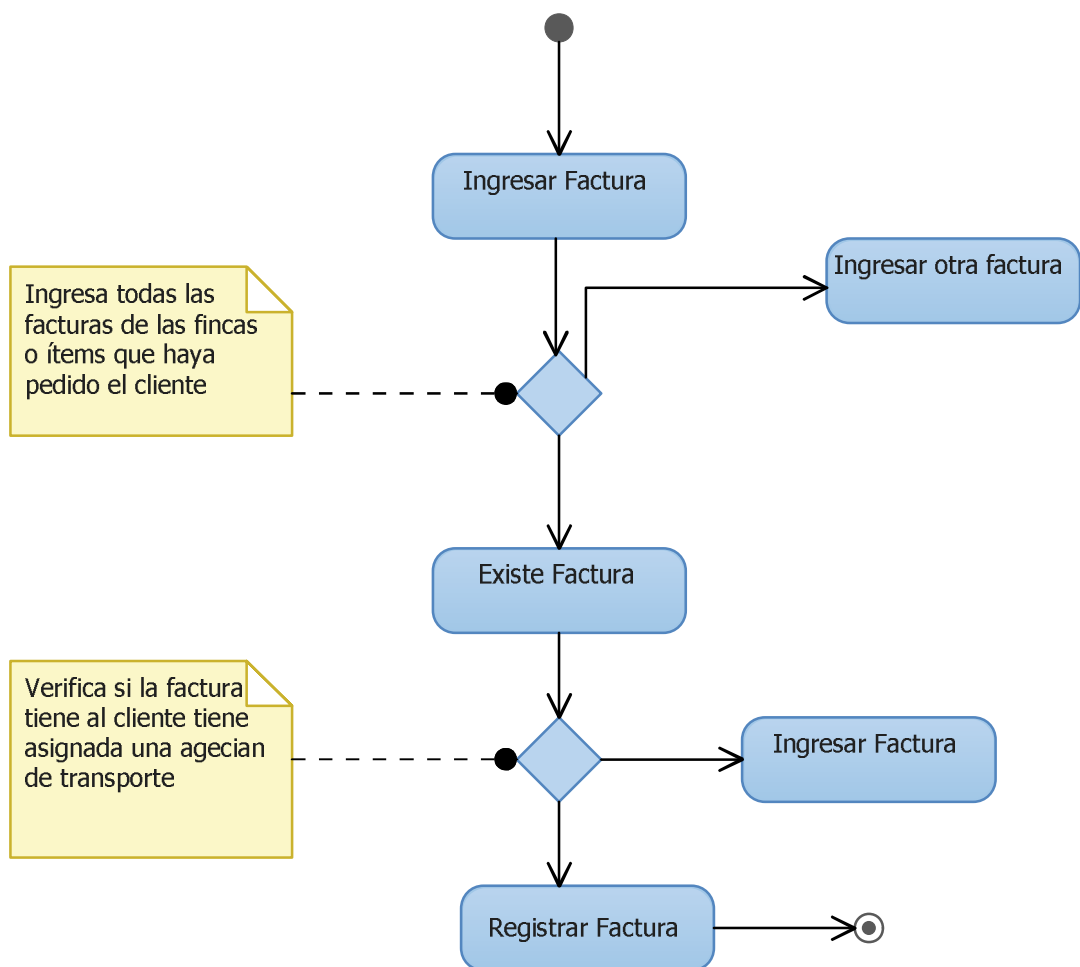 Ingresar Factura
Ingresar otra factura
Ingresa todas las
facturas de las fincas
o ítems que haya
pedido el cliente
Existe Factura
Verifica si la factura
tiene al cliente tiene
asignada una agecian
de transporte
Ingresar Factura
Registrar Factura